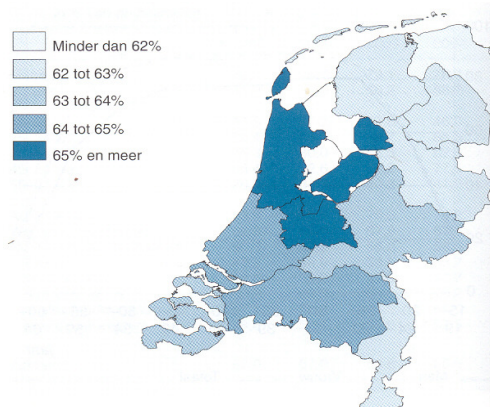 Minder dan 62%
62 tot 63%
63 tot 64%
64 tot 65%
65% en meer